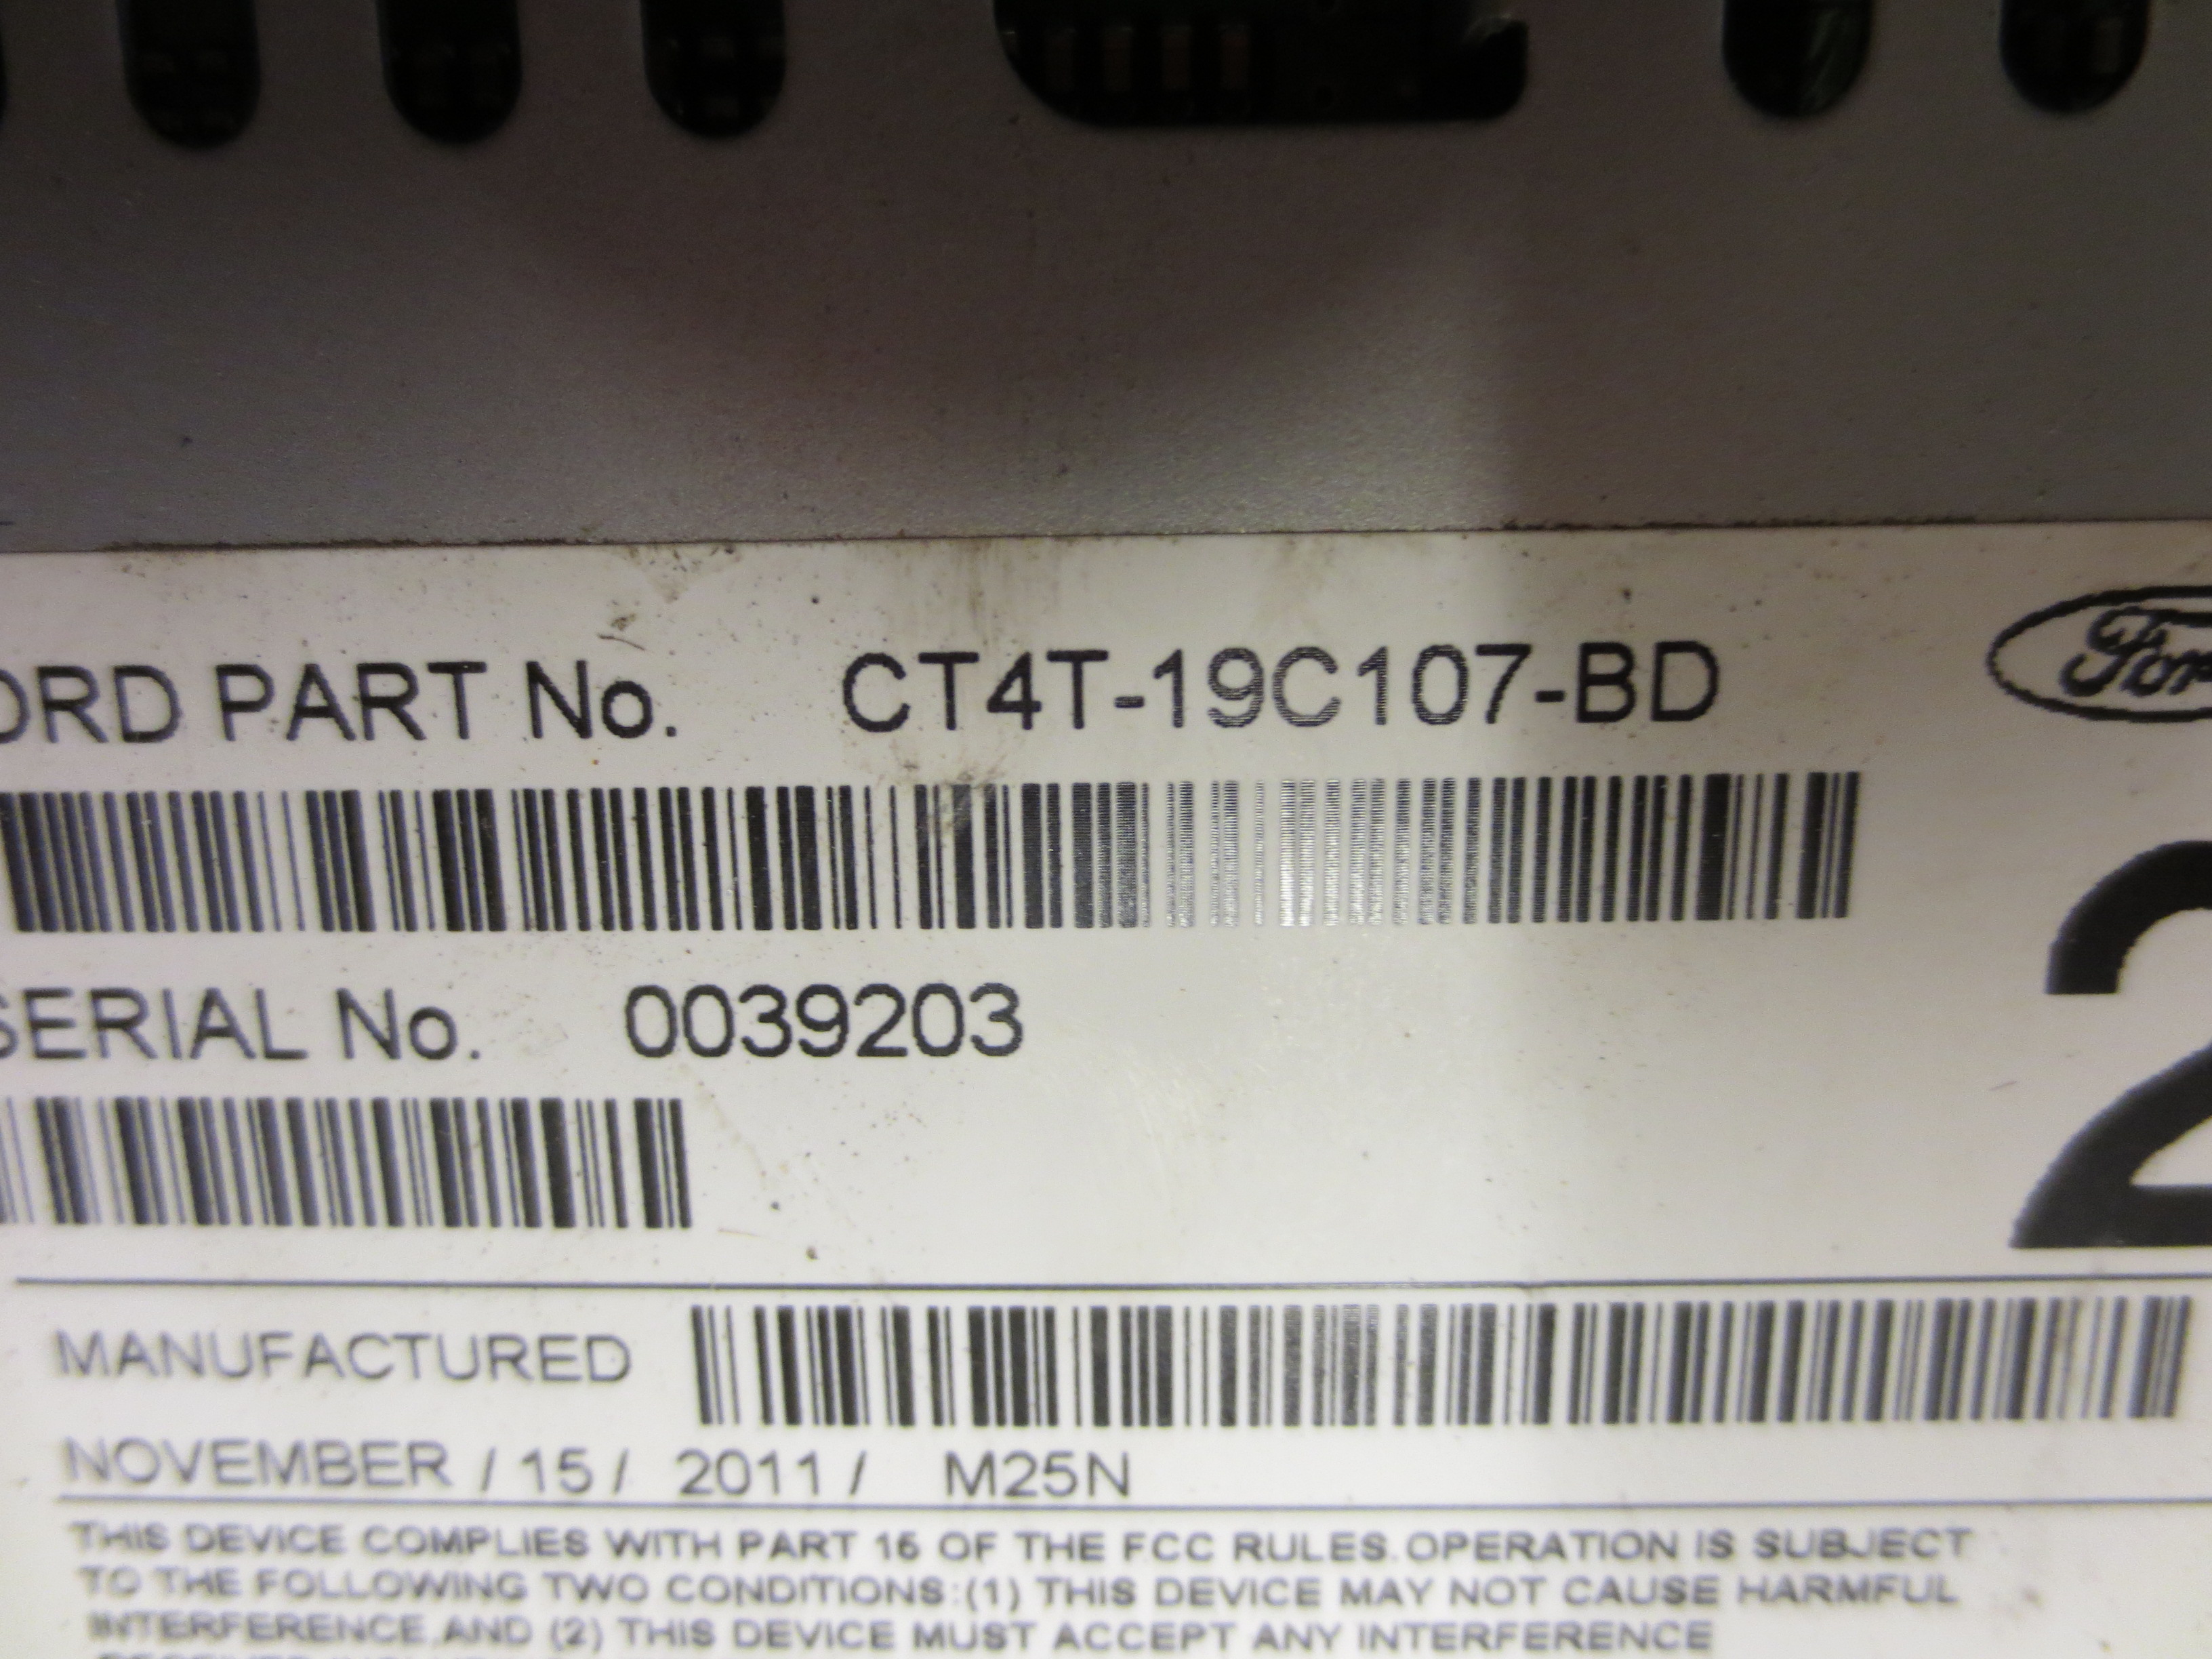 ORD PART No. CT4T-19C107-BD Ford
SERIAL No. 0039203
2
MANUFACTURED
NOVEMBER / 15 / 2011 / M25N
THIS DEVICE COMPLIES WITH PART 15 OF THE FCC RULES.OPERATION IS SUBJECT
TO THE FOLLOWING TWO CONDITIONS:(1) THIS DEVICE MAY NOT CAUSE HARMFUL
INTERFERENCE,AND (2) THIS DEVICE MUST ACCEPT ANY INTERFERENCE